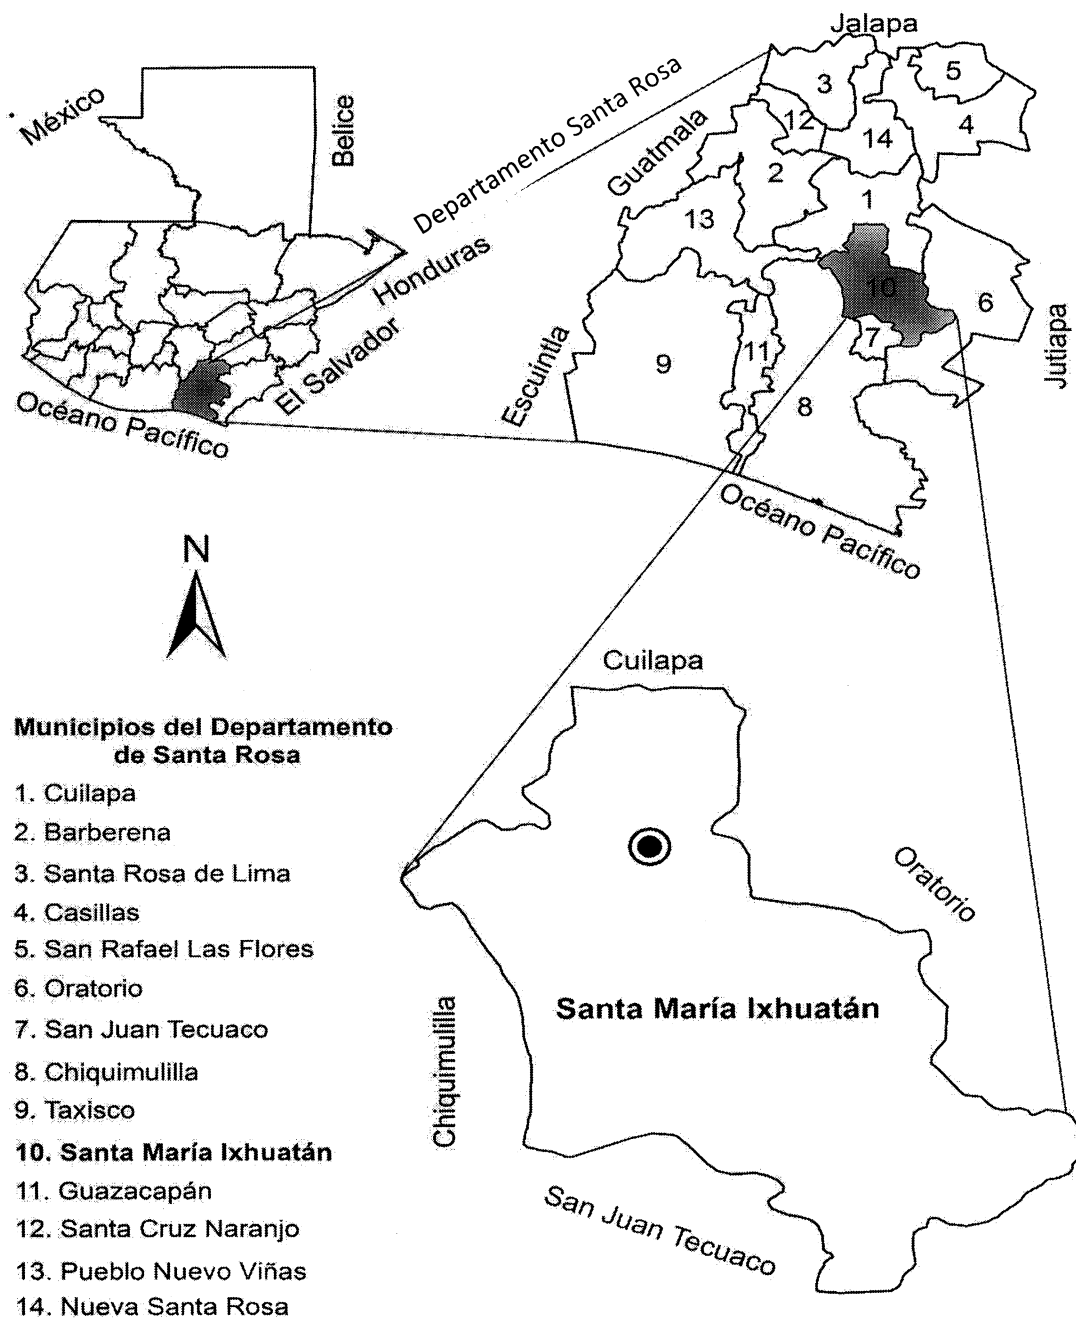 México
Belice
Honduras
El Salvador
Océano Pacífico
Departamento Santa Rosa
Jalapa
Guatmala
Escuintla
Jutiapa
Océano Pacífico
3
5
12
14
4
2
1
13
10
6
7
9
11
8
N
Cuilapa
Oratorio
Chiquimulilla
Santa María Ixhuatán
San Juan Tecuaco
Municipios del Departamento
de Santa Rosa
1. Cuilapa
2. Barberena
3. Santa Rosa de Lima
4. Casillas
5. San Rafael Las Flores
6. Oratorio
7. San Juan Tecuaco
8. Chiquimulilla
9. Taxisco
10. Santa María Ixhuatán
11. Guazacapán
12. Santa Cruz Naranjo
13. Pueblo Nuevo Viñas
14. Nueva Santa Rosa